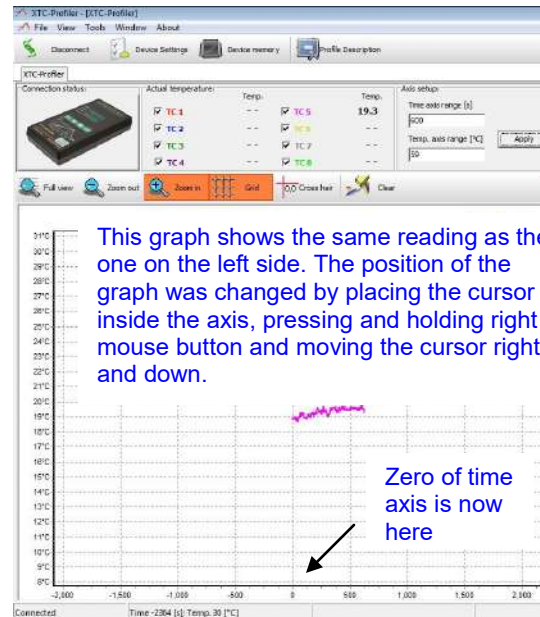 XTC-Profiler - [XTC-Profiler]
File View Tools Window About
Disconnect Device Settings Device memory Profile Description
XTC-Profiler
Connection status: Actual temperature: Axis setup:
Temp. Temp.
TC 1 -- TC 5 19.3
TC 2 -- TC 6 --
TC 3 -- TC 7 --
TC 4 -- TC 8 --
Time axis range [s]
600
Temp. axis range [°C] Apply
50
Full view Zoom out Zoom in Grid 0,0 Cross hair Clear
This graph shows the same reading as the
one on the left side. The position of the
graph was changed by placing the cursor
inside the axis, pressing and holding right
mouse button and moving the cursor right
and down.
31°C
30°C
29°C
28°C
27°C
26°C
25°C
24°C
23°C
22°C
21°C
20°C
19°C
18°C
17°C
16°C
15°C
14°C
13°C
12°C
11°C
10°C
9°C
8°C
Zero of time
axis is now
here
-2,000 -1,500 -1,000 -500 0 500 1,000 1,500 2,000
Connected Time -2364 [s]; Temp. 30 [°C]